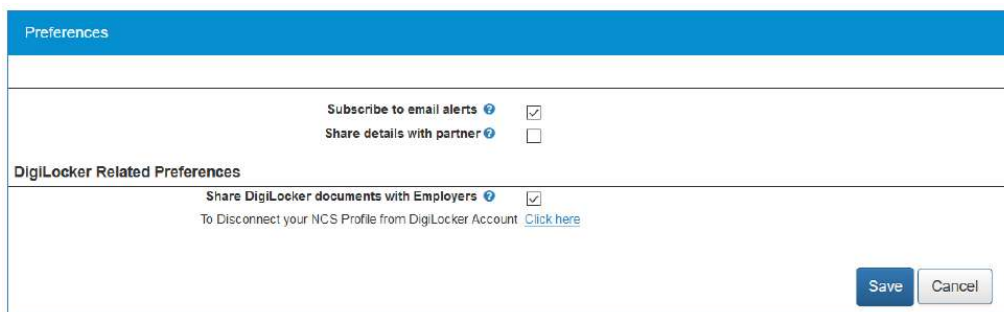 Preferences
Subscribe to email alerts ?
Share details with partner ?
DigiLocker Related Preferences
Share DigiLocker documents with Employers ?
To Disconnect your NCS Profile from DigiLocker Account Click here
Save Cancel